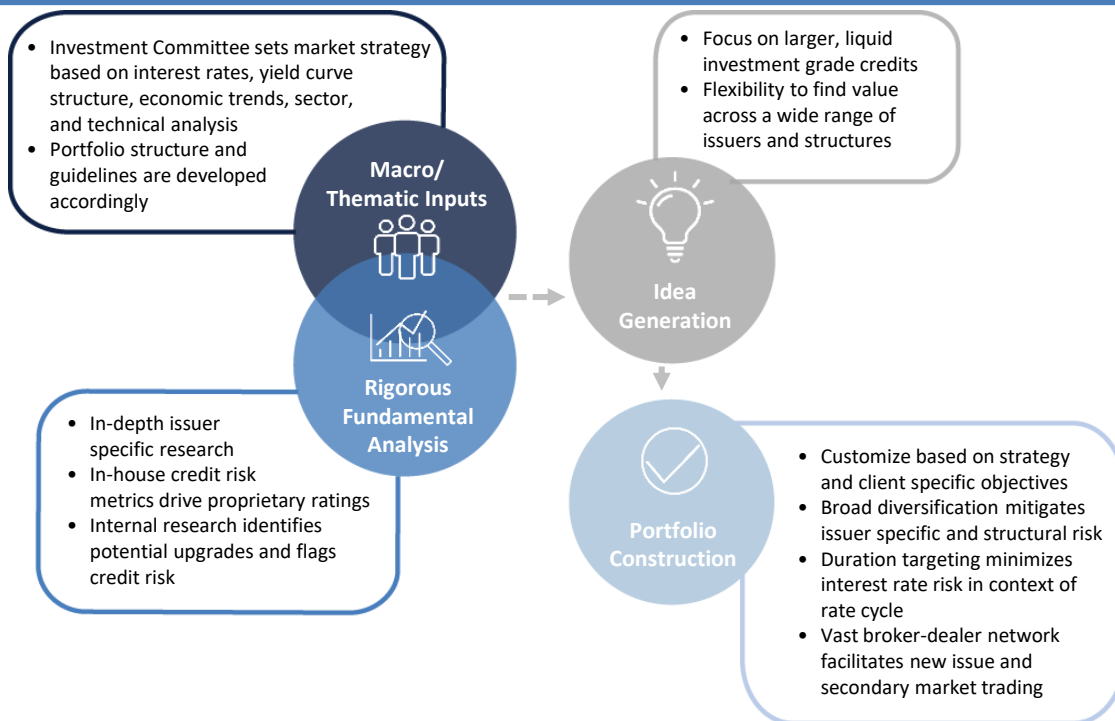 • Investment Committee sets market strategy
based on interest rates, yield curve
structure, economic trends, sector,
and technical analysis
• Portfolio structure and
guidelines are developed
accordingly
Macro/
Thematic Inputs
Rigorous
Fundamental
Analysis
• In-depth issuer
specific research
• In-house credit risk
metrics drive proprietary ratings
• Internal research identifies
potential upgrades and flags
credit risk
• Focus on larger, liquid
investment grade credits
• Flexibility to find value
across a wide range of
issuers and structures
Idea
Generation
Portfolio
Construction
• Customize based on strategy
and client specific objectives
• Broad diversification mitigates
issuer specific and structural risk
• Duration targeting minimizes
interest rate risk in context of
rate cycle
• Vast broker-dealer network
facilitates new issue and
secondary market trading